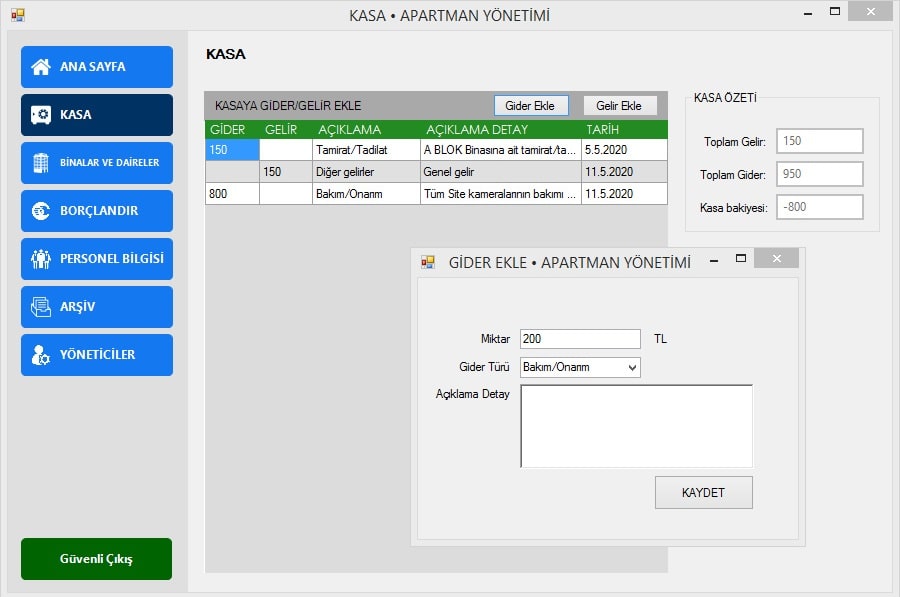 KASA • APARTMAN YÖNETİMİ
ANA SAYFA
KASA
BİNALAR VE DAİRELER
BORÇLANDIR
PERSONEL BİLGİSİ
ARŞİV
YÖNETİCİLER
Güvenli Çıkış
KASA
KASAYA GİDER/GELİR EKLE Gider Ekle Gelir Ekle
GİDER GELİR AÇIKLAMA AÇIKLAMA DETAY TARİH
150 Tamirat/Tadilat A BLOK Binasına ait tamirat/ta... 5.5.2020
150 Diğer gelirler Genel gelir 11.5.2020
800 Bakım/Onarım Tüm Site kameralarının bakımı ... 11.5.2020
KASA ÖZETİ
Toplam Gelir: 150
Toplam Gider: 950
Kasa bakiyesi: -800
GİDER EKLE • APARTMAN YÖNETİMİ
Miktar 200 TL
Gider Türü Bakım/Onarım
Açıklama Detay
KAYDET